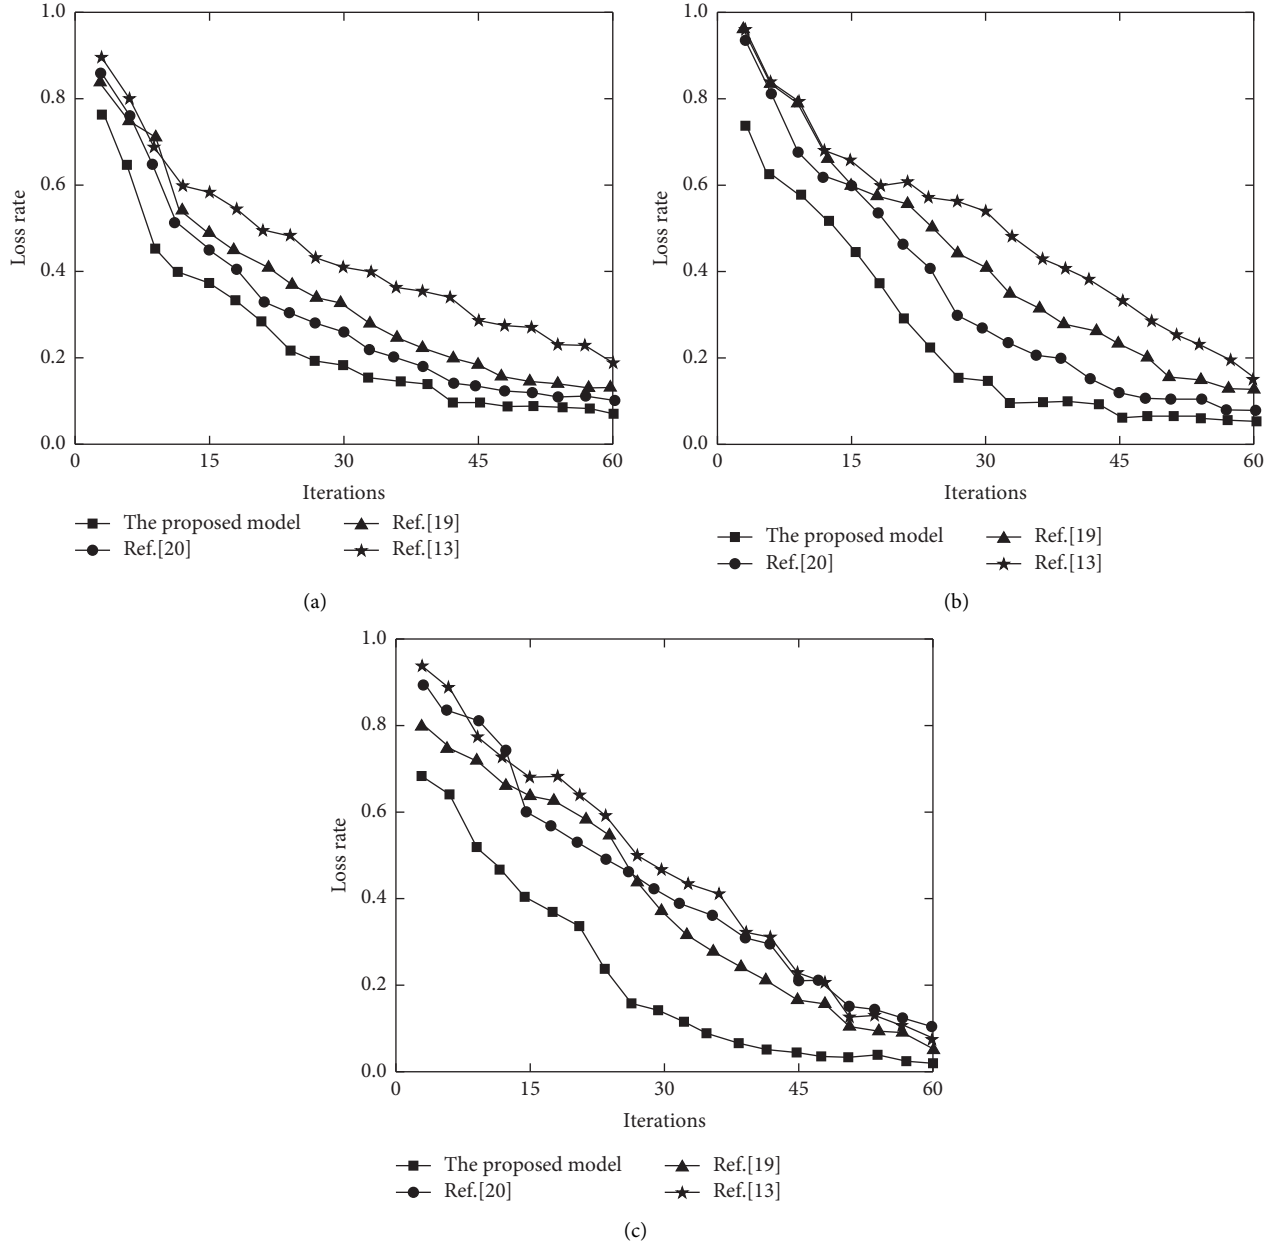 1.0
0.8
0.6
0.4
0.2
0.0
Loss rate
0 15 30 45 60
Iterations
The proposed model
Ref.[20]
Ref.[19]
Ref.[13]
(a)
1.0
0.8
0.6
0.4
0.2
0.0
Loss rate
0 15 30 45 60
Iterations
The proposed model
Ref.[20]
Ref.[19]
Ref.[13]
(b)
1.0
0.8
0.6
0.4
0.2
0.0
Loss rate
0 15 30 45 60
Iterations
The proposed model
Ref.[20]
Ref.[19]
Ref.[13]
(c)